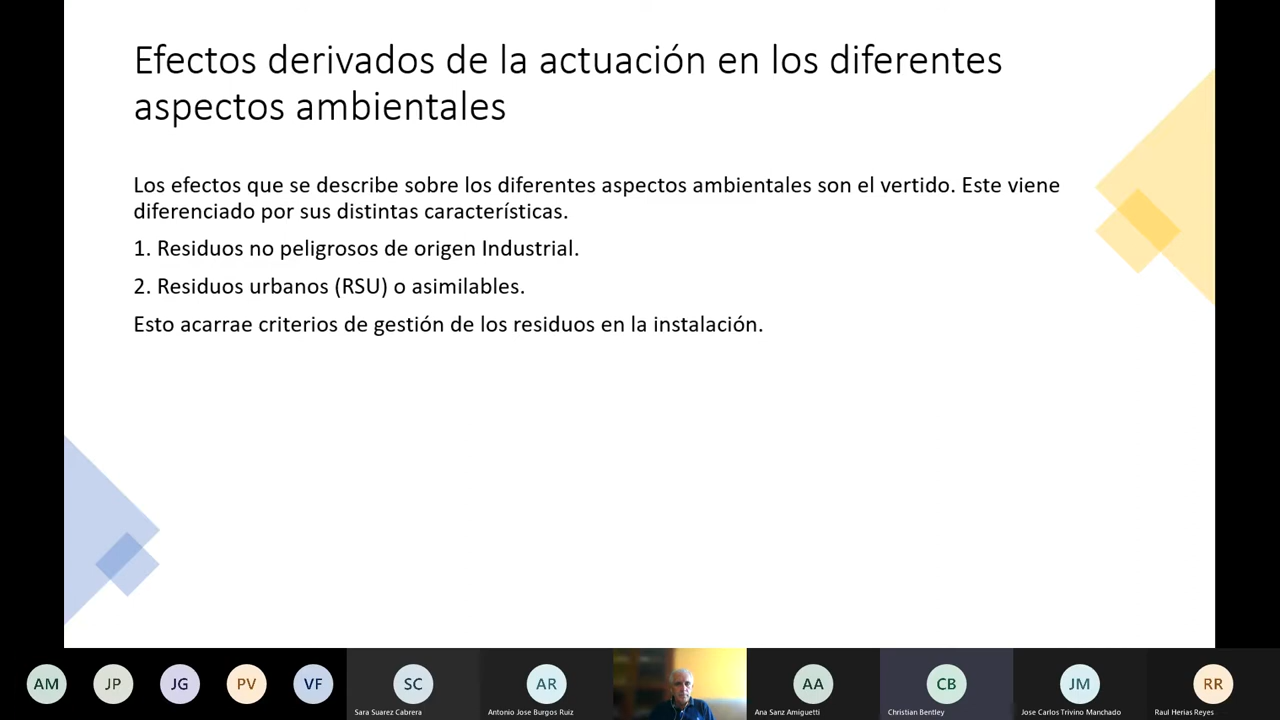 Efectos derivados de la actuación en los diferentes
aspectos ambientales
Los efectos que se describe sobre los diferentes aspectos ambientales son el vertido. Este viene
diferenciado por sus distintas características.
1. Residuos no peligrosos de origen Industrial.
2. Residuos urbanos (RSU) o asimilables.
Esto acarrae criterios de gestión de los residuos en la instalación.
AM JP JG PV VF SC AR AA CB JM RR
Sara Suarez Cabrera Antonio Jose Burgos Ruiz Ana Sanz Amiguetti Christian Bentley Jose Carlos Trivino Manchado Raul Herias Reyes